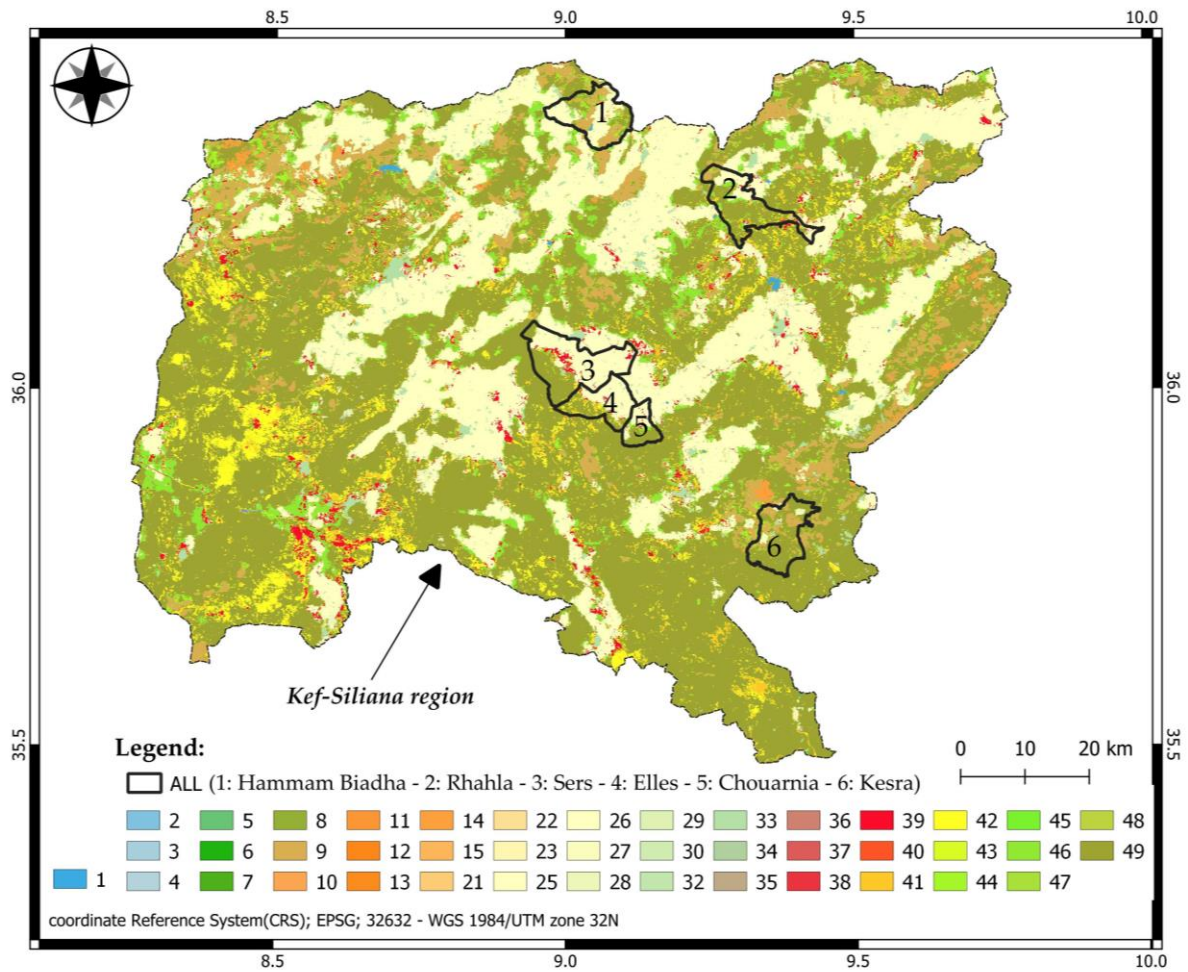 8.5 9.0 9.5 10.0
1
2
3
4
5
6
36.0 36.0
Kef-Siliana region
35.5 35.5
Legend:
0 10 20 km
ALL (1: Hammam Biadha - 2: Rhahla - 3: Sers - 4: Elles - 5: Chouarnia - 6: Kesra)
2 5 8 11 14 22 26 29 33 36 39 42 45 48
3 6 9 12 15 23 27 30 34 37 40 43 46 49
1 4 7 10 13 21 25 28 32 35 38 41 44 47
coordinate Reference System(CRS); EPSG; 32632 - WGS 1984/UTM zone 32N
8.5 9.0 9.5 10.0